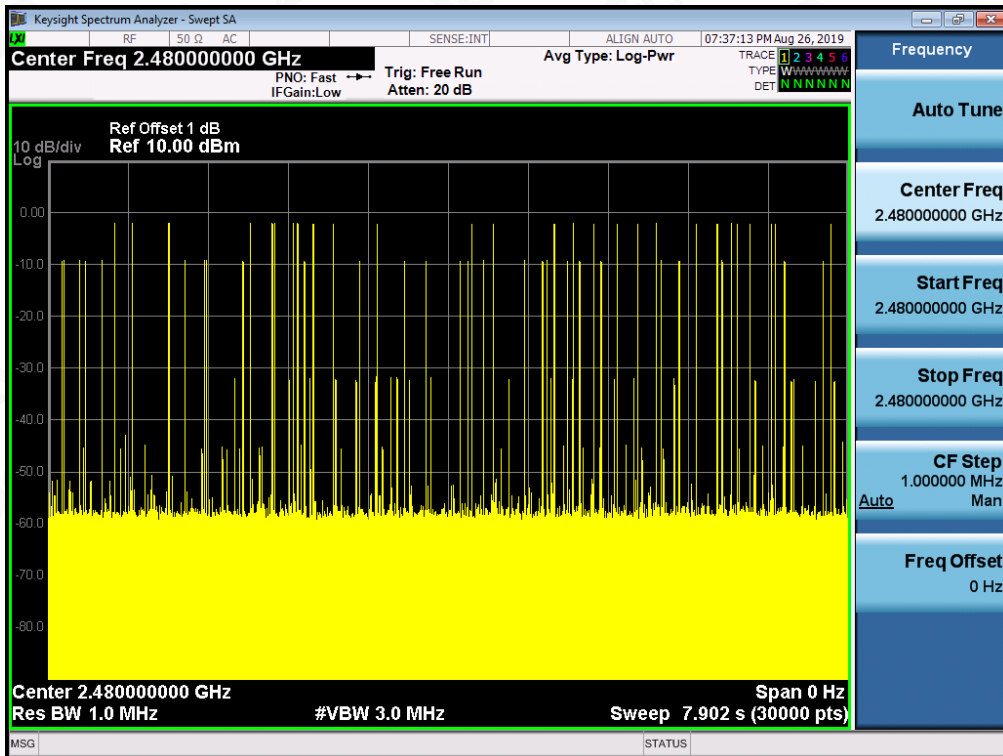 Keysight Spectrum Analyzer - Swept SA
LXI RF 50 Ω AC SENSE:INT ALIGN AUTO 07:37:13 PM Aug 26, 2019
Center Freq 2.480000000 GHz
PNO: Fast
IFGain:Low
Trig: Free Run
Atten: 20 dB
Avg Type: Log-Pwr
TRACE 1 2 3 4 5 6
TYPE WWWWWW
DET N N N N N N
Ref Offset 1 dB
10 dB/div Ref 10.00 dBm
Log
0.00
-10.0
-20.0
-30.0
-40.0
-50.0
-60.0
-70.0
-80.0
Center 2.480000000 GHz Span 0 Hz
Res BW 1.0 MHz #VBW 3.0 MHz Sweep 7.902 s (30000 pts)
MSG STATUS
Frequency
Auto Tune
Center Freq
2.480000000 GHz
Start Freq
2.480000000 GHz
Stop Freq
2.480000000 GHz
CF Step
1.000000 MHz
Auto Man
Freq Offset
0 Hz